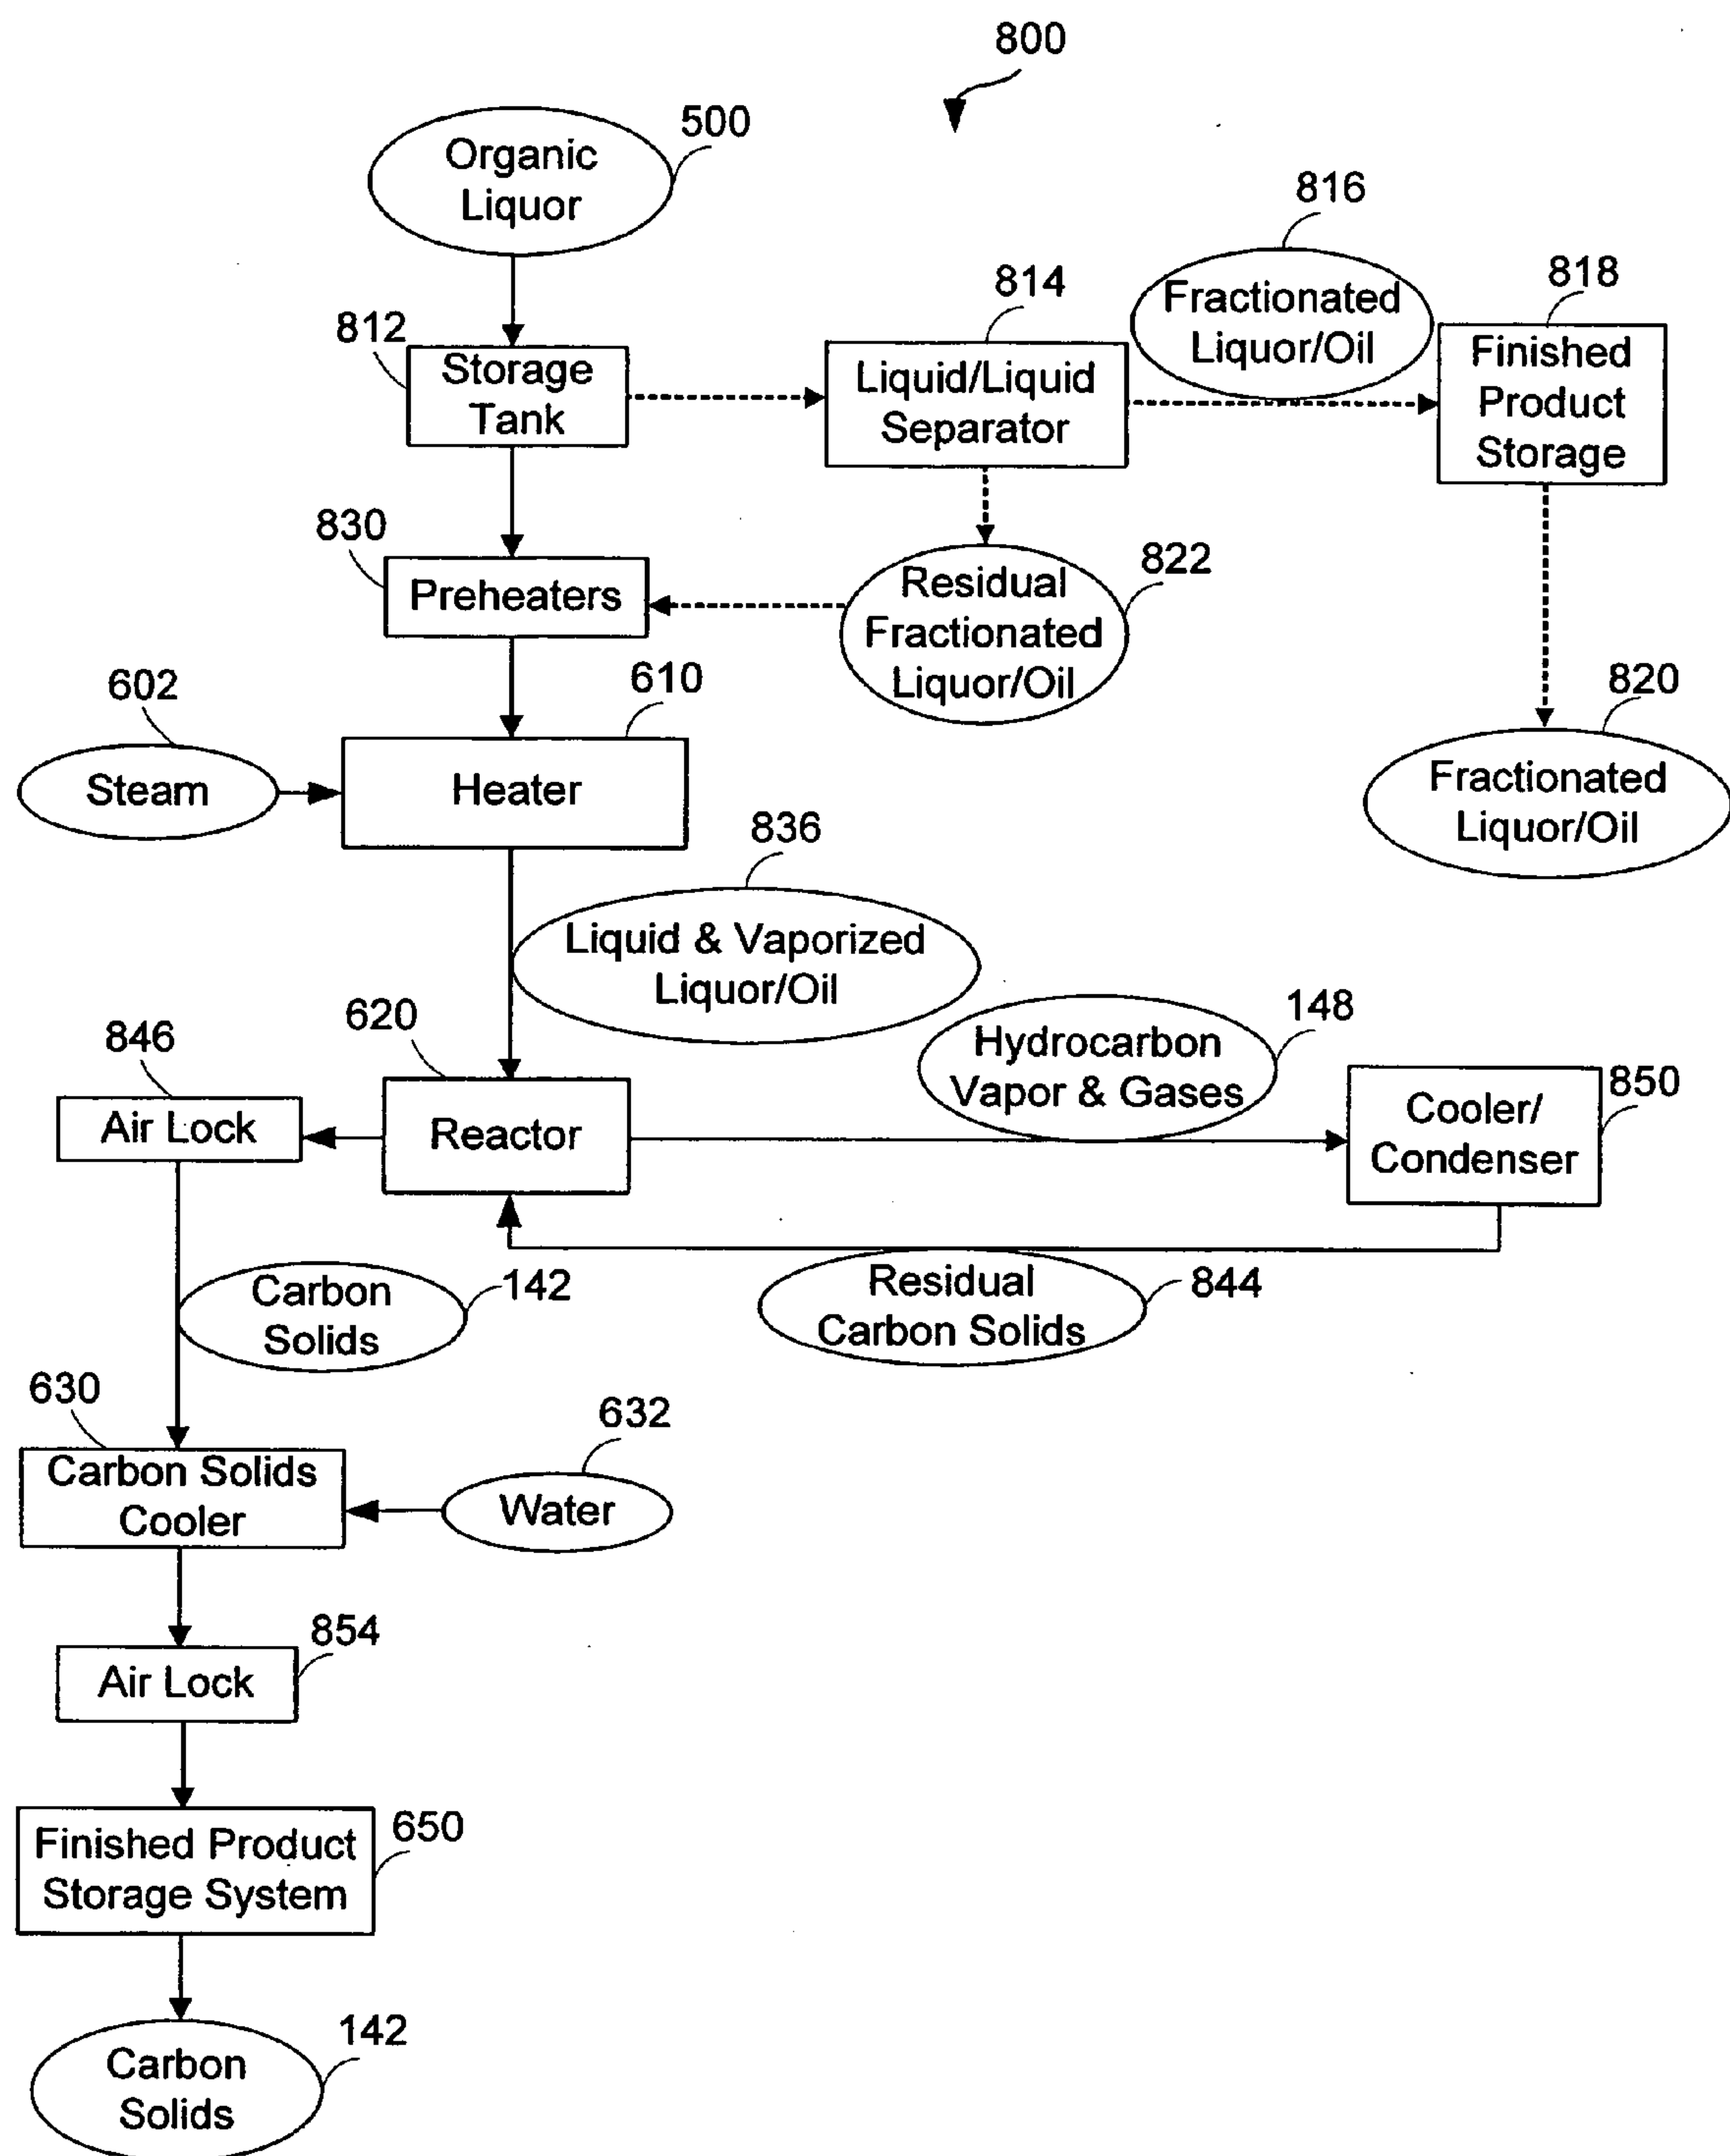 800
500
Organic
Liquor
816
Fractionated
Liquor/Oil
818
Finished
Product
Storage
814
Liquid/Liquid
Separator
812
Storage
Tank
830
Preheaters
822
Residual
Fractionated
Liquor/Oil
820
Fractionated
Liquor/Oil
602
Steam
610
Heater
836
Liquid & Vaporized
Liquor/Oil
148
Hydrocarbon
Vapor & Gases
850
Cooler/
Condenser
620
Reactor
846
Air Lock
844
Residual
Carbon Solids
142
Carbon
Solids
630
Carbon Solids
Cooler
632
Water
854
Air Lock
650
Finished Product
Storage System
142
Carbon
Solids